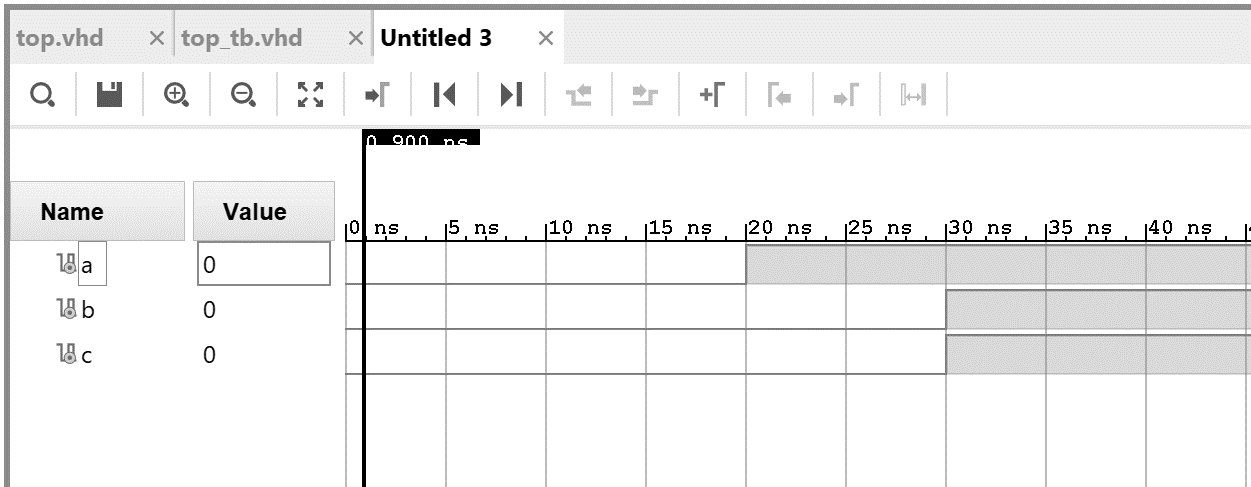 top.vhd top_tb.vhd Untitled 3
0.900 ns
Name Value
0 ns 5 ns 10 ns 15 ns 20 ns 25 ns 30 ns 35 ns 40 ns
a 0
b 0
c 0